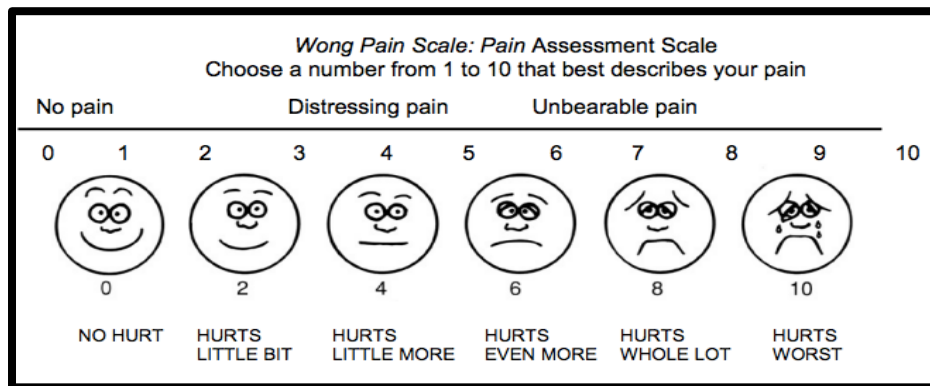 Wong Pain Scale: Pain Assessment Scale
Choose a number from 1 to 10 that best describes your pain
No pain Distressing pain Unbearable pain
0 1 2 3 4 5 6 7 8 9 10
0 2 4 6 8 10
NO HURT HURTS HURTS HURTS HURTS HURTS
LITTLE BIT LITTLE MORE EVEN MORE WHOLE LOT WORST